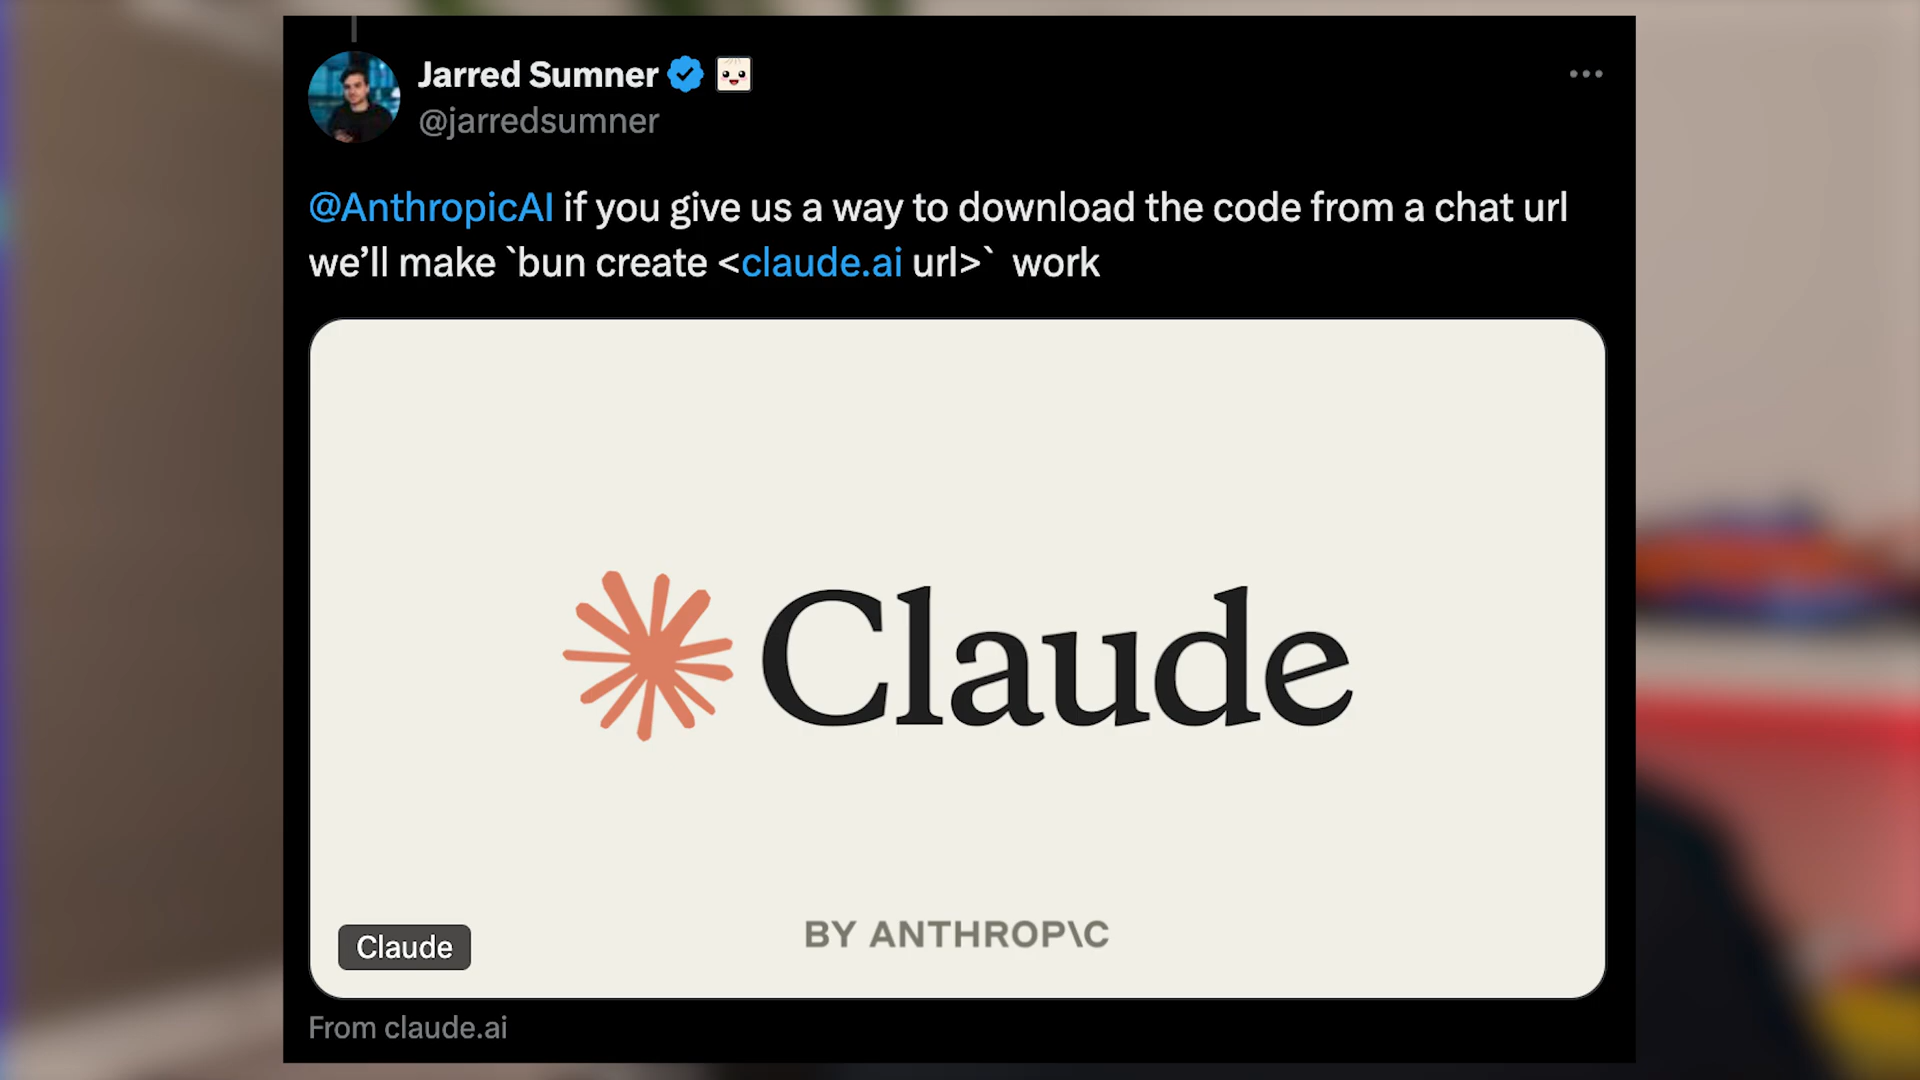 Jarred Sumner
@jarredsumner
@AnthropicAI if you give us a way to download the code from a chat url
we’ll make `bun create <claude.ai url>` work
Claude
BY ANTHROP\C
Claude
From claude.ai